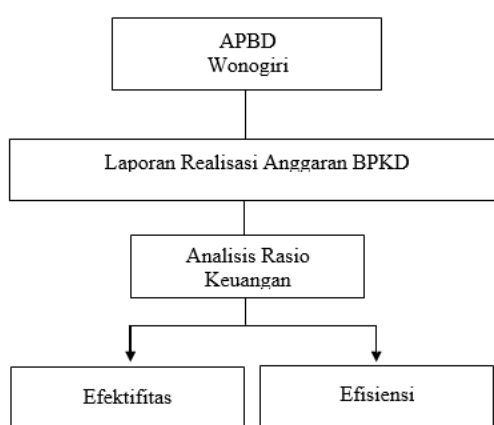 APBD
Wonogiri
Laporan Realisasi Anggaran BPKD
Analisis Rasio
Keuangan
Efektifitas
Efisiensi